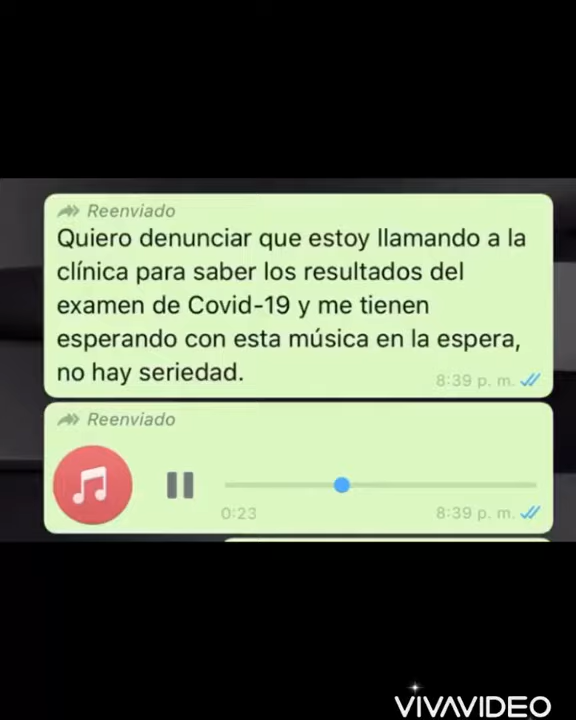 Reenviado
Quiero denunciar que estoy llamando a la
clínica para saber los resultados del
examen de Covid-19 y me tienen
esperando con esta música en la espera,
no hay seriedad.
8:39 p. m.
Reenviado
0:23
8:39 p. m.
VIVAVIDEO